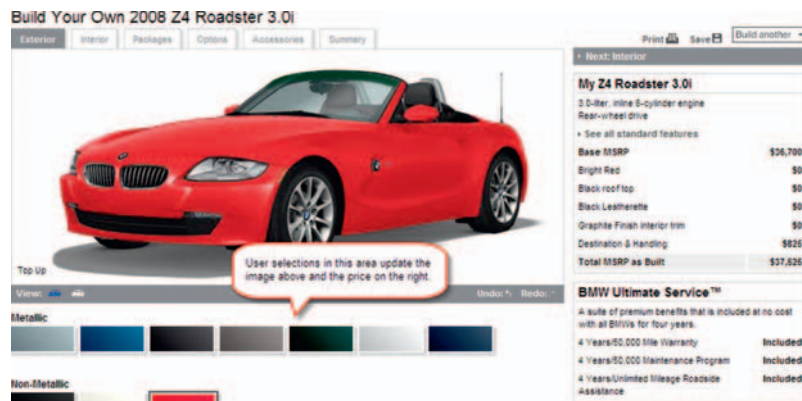 Build Your Own 2008 Z4 Roadster 3.0i
Exterior
Interior
Packages
Options
Accessories
Summary
Print
Save
Build another
Next: Interior
My Z4 Roadster 3.0i
3.0-liter, inline 6-cylinder engine
Rear-wheel drive
See all standard features
Base MSRP $36,700
Bright Red $0
Black roof top $0
Black Leatherette $0
Graphite Finish interior trim $0
Destination & Handling $825
Total MSRP as Built $37,525
Top Up
User selections in this area update the
image above and the price on the right.
View:
Undo:
Redo:
Metallic
Non-Metallic
BMW Ultimate Service™
A suite of premium benefits that is included at no cost
with all BMWs for four years.
4 Years/50,000 Mile Warranty Included
4 Years/50,000 Maintenance Program Included
4 Years/Unlimited Mileage Roadside
Assistance Included